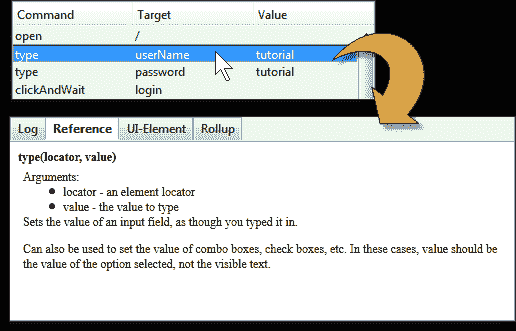 Command Target Value
open /
type userName tutorial
type password tutorial
clickAndWait login
Log Reference UI-Element Rollup
type(locator, value)
Arguments:
• locator - an element locator
• value - the value to type
Sets the value of an input field, as though you typed it in.
Can also be used to set the value of combo boxes, check boxes, etc. In these cases, value should be
the value of the option selected, not the visible text.